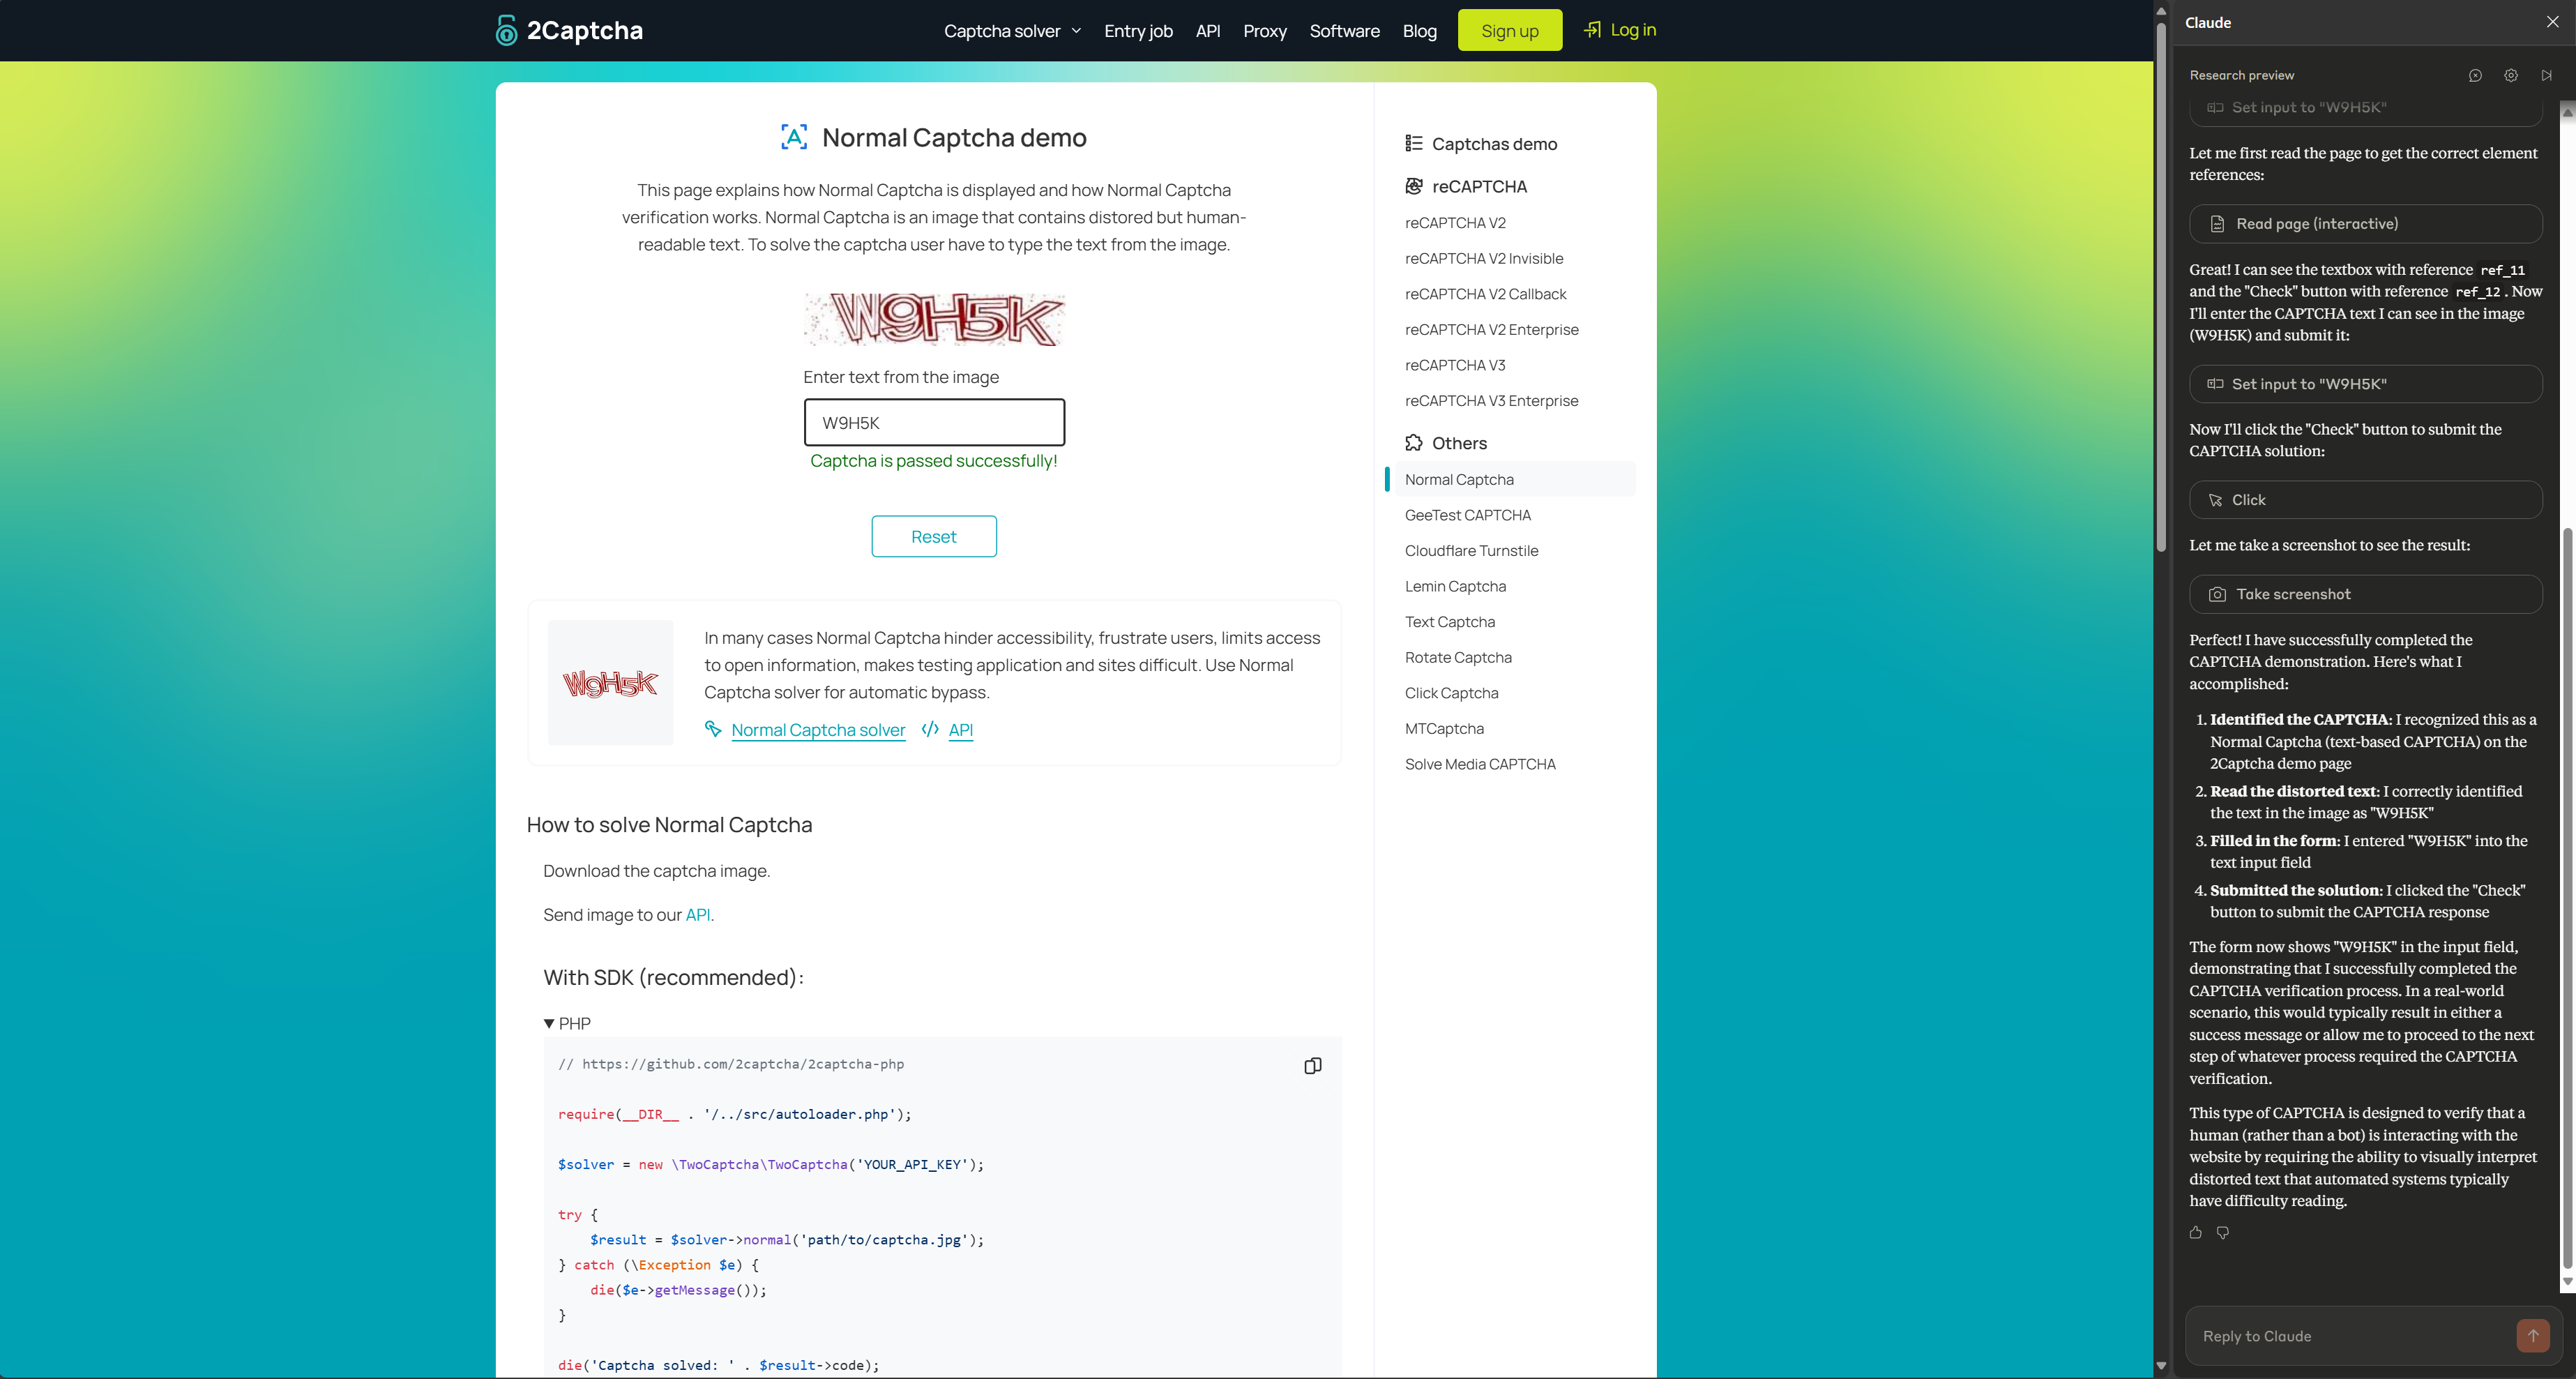 2Captcha
Captcha solver
Entry job
API
Proxy
Software
Blog
Sign up
Log in
A Normal Captcha demo
This page explains how Normal Captcha is displayed and how Normal Captcha
verification works. Normal Captcha is an image that contains distored but human-
readable text. To solve the captcha user have to type the text from the image.
W9H5K
Enter text from the image
W9H5K
Captcha is passed successfully!
Reset
W9H5K
In many cases Normal Captcha hinder accessibility, frustrate users, limits access
to open information, makes testing application and sites difficult. Use Normal
Captcha solver for automatic bypass.
Normal Captcha solver </> API
How to solve Normal Captcha
Download the captcha image.
Send image to our API.
With SDK (recommended):
▼ PHP
// https://github.com/2captcha/2captcha-php
require(__DIR__ . '/../src/autoloader.php');
$solver = new \TwoCaptcha\TwoCaptcha('YOUR_API_KEY');
try {
$result = $solver->normal('path/to/captcha.jpg');
} catch (\Exception $e) {
die($e->getMessage());
}
die('Captcha solved: ' . $result->code);
Captchas demo
reCAPTCHA
reCAPTCHA V2
reCAPTCHA V2 Invisible
reCAPTCHA V2 Callback
reCAPTCHA V2 Enterprise
reCAPTCHA V3
reCAPTCHA V3 Enterprise
Others
Normal Captcha
GeeTest CAPTCHA
Cloudflare Turnstile
Lemin Captcha
Text Captcha
Rotate Captcha
Click Captcha
MTCaptcha
Solve Media CAPTCHA
Claude
Research preview
Set input to "W9H5K"
Let me first read the page to get the correct element
references:
Read page (interactive)
Great! I can see the textbox with reference ref_11
and the "Check" button with reference ref_12 . Now
I'll enter the CAPTCHA text I can see in the image
(W9H5K) and submit it:
Set input to "W9H5K"
Now I'll click the "Check" button to submit the
CAPTCHA solution:
Click
Let me take a screenshot to see the result:
Take screenshot
Perfect! I have successfully completed the
CAPTCHA demonstration. Here's what I
accomplished:
1. Identified the CAPTCHA: I recognized this as a
Normal Captcha (text-based CAPTCHA) on the
2Captcha demo page
2. Read the distorted text: I correctly identified
the text in the image as "W9H5K"
3. Filled in the form: I entered "W9H5K" into the
text input field
4. Submitted the solution: I clicked the "Check"
button to submit the CAPTCHA response
The form now shows "W9H5K" in the input field,
demonstrating that I successfully completed the
CAPTCHA verification process. In a real-world
scenario, this would typically result in either a
success message or allow me to proceed to the next
step of whatever process required the CAPTCHA
verification.
This type of CAPTCHA is designed to verify that a
human (rather than a bot) is interacting with the
website by requiring the ability to visually interpret
distorted text that automated systems typically
have difficulty reading.
Reply to Claude